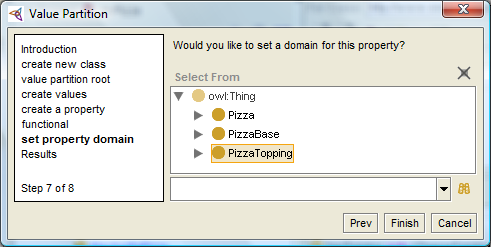 Value Partition
Introduction
create new class
value partition root
create values
create a property
functional
set property domain
Results
Step 7 of 8
Would you like to set a domain for this property?
Select From
owl:Thing
Pizza
PizzaBase
PizzaTopping
Prev
Finish
Cancel